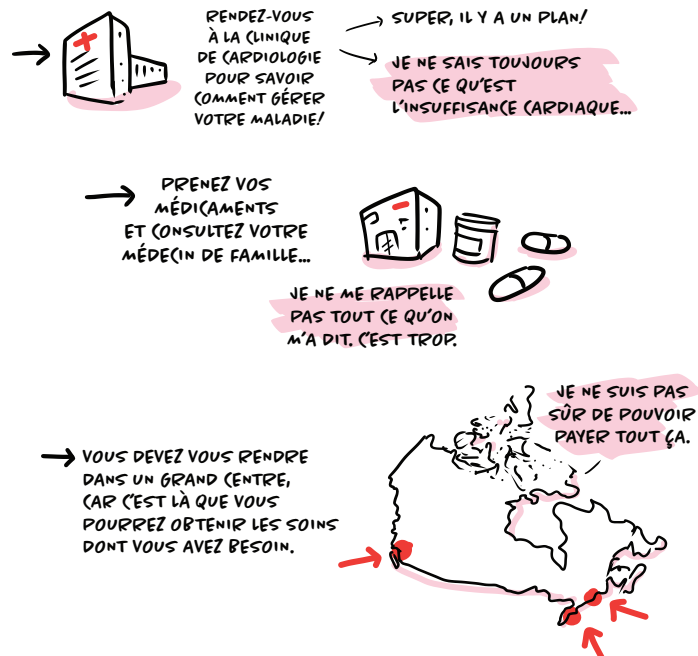 RENDEZ-VOUS
À LA CLINIQUE
DE CARDIOLOGIE
POUR SAVOIR
COMMENT GÉRER
VOTRE MALADIE!
SUPER, IL Y A UN PLAN!
JE NE SAIS TOUJOURS
PAS CE QU'EST
L'INSUFFISANCE CARDIAQUE...
PRENEZ VOS
MÉDICAMENTS
ET CONSULTEZ VOTRE
MÉDECIN DE FAMILLE...
JE NE ME RAPPELLE
PAS TOUT CE QU'ON
M'A DIT. C'EST TROP.
VOUS DEVEZ VOUS RENDRE
DANS UN GRAND CENTRE,
CAR C'EST LÀ QUE VOUS
POURREZ OBTENIR LES SOINS
DONT VOUS AVEZ BESOIN.
JE NE SUIS PAS
SÛR DE POUVOIR
PAYER TOUT ÇA.